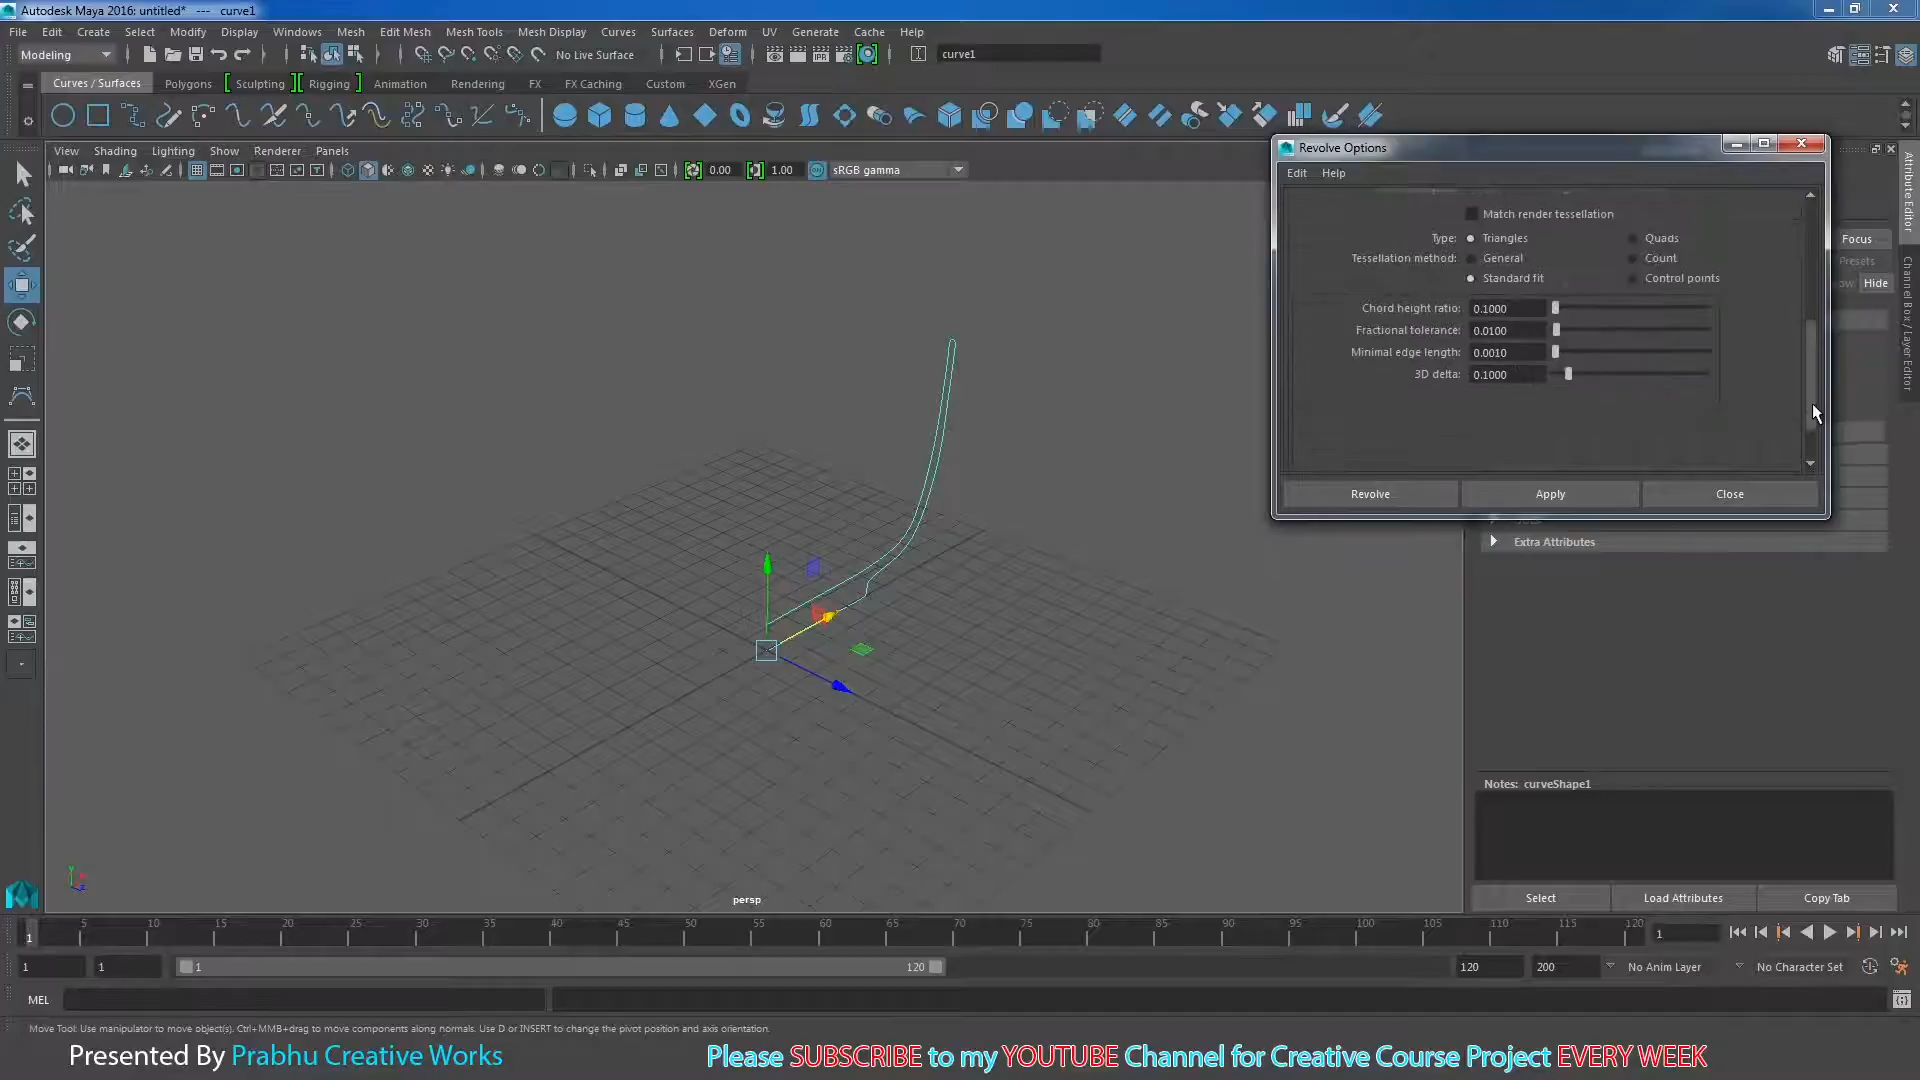 Autodesk Maya 2016: untitled* --- curve1
File Edit Create Select Modify Display Windows Mesh Edit Mesh Mesh Tools Mesh Display Curves Surfaces Deform UV Generate Cache Help
Modeling No Live Surface curve1
Curves / Surfaces Polygons Sculpting Rigging Animation Rendering FX FX Caching Custom XGen
View Shading Lighting Show Renderer Panels
0.00 1.00 sRGB gamma
Revolve Options
Edit Help
Match render tessellation
Type: Triangles Quads
Tessellation method: General Count
Standard fit Control points
Chord height ratio: 0.1000
Fractional tolerance: 0.0100
Minimal edge length: 0.0010
3D delta: 0.1000
Revolve Apply Close
Focus
Presets
Hide
Attribute Editor
Channel Box / Layer Editor
Extra Attributes
Notes: curveShape1
Select Load Attributes Copy Tab
persp
1 5 10 15 20 25 30 35 40 45 50 55 60 65 70 75 80 85 90 95 100 105 110 115 120 1
1 1 1 120 120 200 No Anim Layer No Character Set
MEL
Move Tool: Use manipulator to move object(s). Ctrl+MMB+drag to move components along normals. Use D or INSERT to change the pivot position and axis orientation.
Presented By Prabhu Creative Works Please SUBSCRIBE to my YOUTUBE Channel for Creative Course Project EVERY WEEK